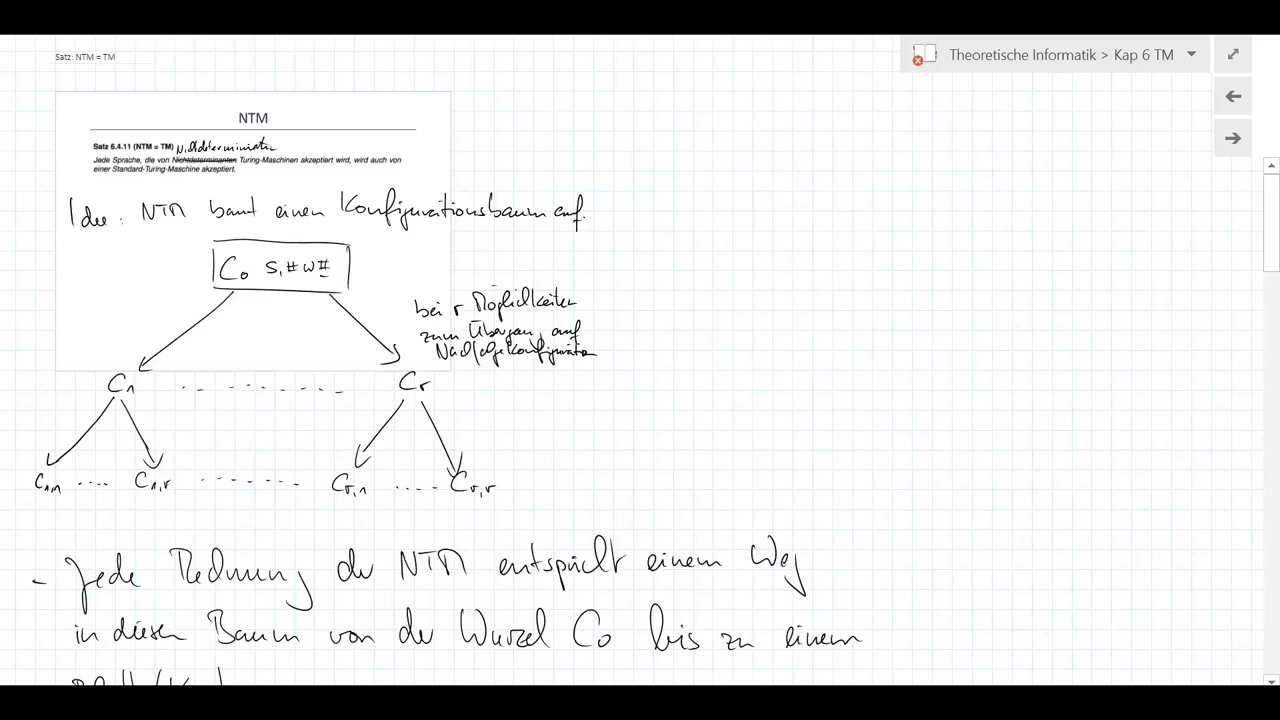 Satz: NTM = TM
Theoretische Informatik > Kap 6 TM
NTM
Satz 6.4.11 (NTM = TM) Nichtdeterministic
Jede Sprache, die von Nichtdeterminanten Turing-Maschinen akzeptiert wird, wird auch von
einer Standard-Turing-Maschine akzeptiert.
Idee: NTM baut einen Konfigurationsbaum auf.
C0 s, # w #
bei r Möglichkeiten
zum Übergang auf
Nachfolgekonfiguration
C1 . . . . . . . Cr
C1,1 .... C1,r . . . . . . . Cr,1 ..... Cr,r
- Jede Rechnung der NTM entspricht einem Weg
in diesen Baum von der Wurzel C0 bis zu einem